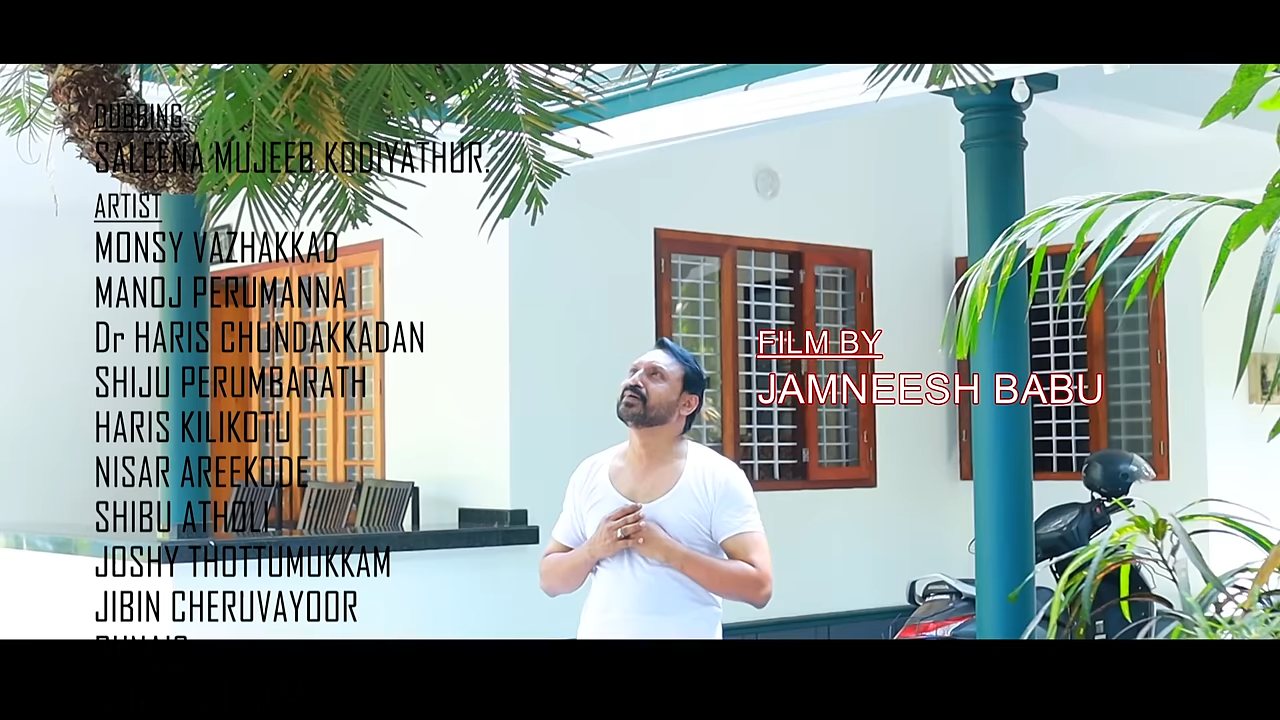 DUBBING
SALEENA MUJEEB KODIYATHUR.
ARTIST
MONSY VAZHAKKAD
MANOJ PERUMANNA
Dr HARIS CHUNDAKKADAN
SHIJU PERUMBARATH
HARIS KILIKOTU
NISAR AREEKODE
SHIBU ATHOLI
JOSHY THOTTUMUKKAM
JIBIN CHERUVAYOOR
FILM BY
JAMNEESH BABU